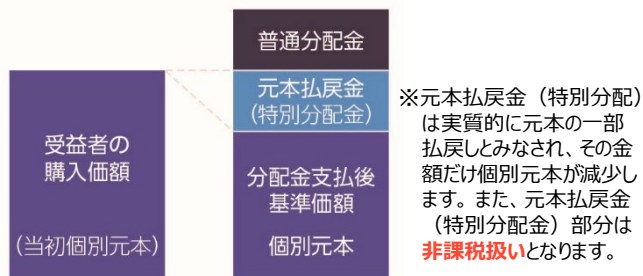 普通分配金
元本払戻金
(特別分配金)
受益者の
購入価額
(当初個別元本)
分配金支払後
基準価額
個別元本
※元本払戻金（特別分配）
は実質的に元本の一部
払戻しとみなされ、その金
額だけ個別元本が減少し
ます。また、元本払戻金
（特別分配金）部分は
非課税扱いとなります。